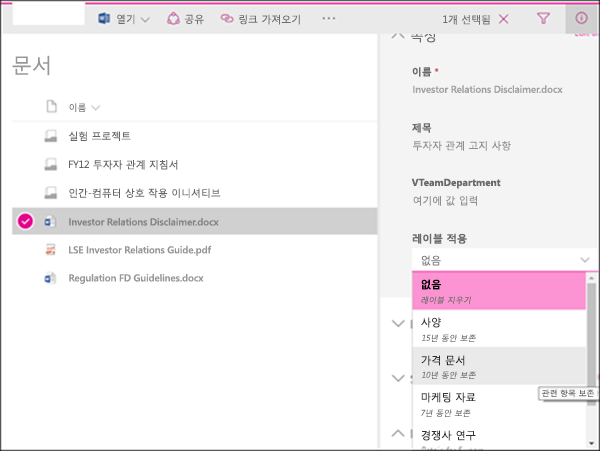 열기 공유 링크 가져오기 ... 1개 선택됨
속성
문서
이름 *
Investor Relations Disclaimer.docx
이름
제목
투자자 관계 고지 사항
실험 프로젝트
FY12 투자자 관계 지침서
인간-컴퓨터 상호 작용 이니셔티브
VTeamDepartment
여기에 값 입력
Investor Relations Disclaimer.docx
LSE Investor Relations Guide.pdf
Regulation FD Guidelines.docx
레이블 적용
없음
없음
레이블 지우기
사양
15년 동안 보존
가격 문서
10년 동안 보존
관련 항목 보존
마케팅 자료
7년 동안 보존
경쟁사 연구